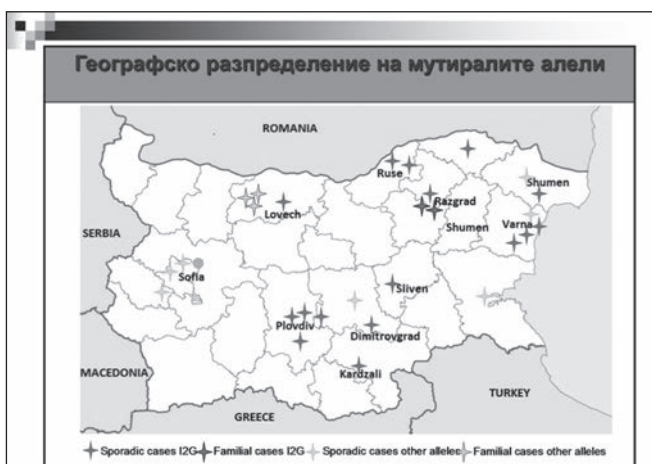 Географско разпределение на мутиралите алели
ROMANIA
Ruse
Shumen
Razgrad
Lovech
Shumen
Varna
SERBIA
Sofia
Sliven
Plovdiv
Dimitrovgrad
Kardzali
MACEDONIA
TURKEY
GREECE
Sporadic cases I2G Familial cases I2G Sporadic cases other alleles Familial cases other alleles